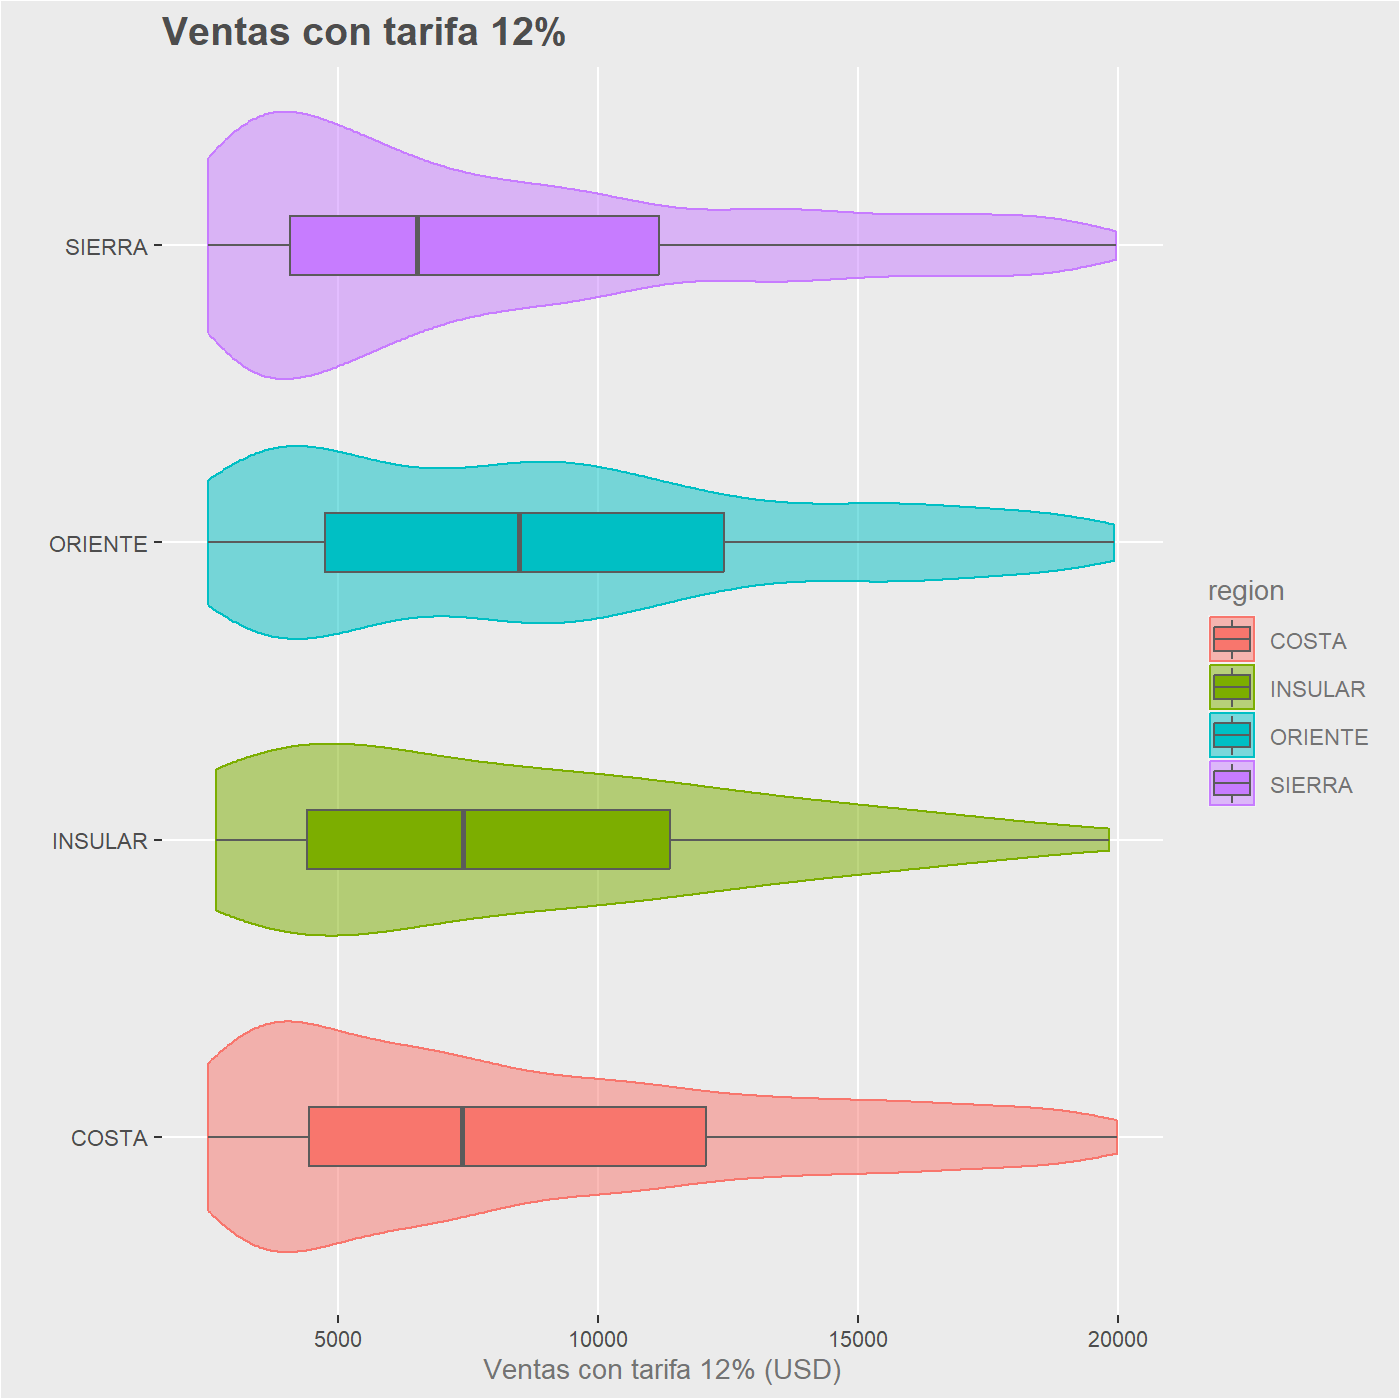 Ventas con tarifa 12%
SIERRA
ORIENTE
INSULAR
COSTA
5000 10000 15000 20000
Ventas con tarifa 12% (USD)
region
COSTA
INSULAR
ORIENTE
SIERRA